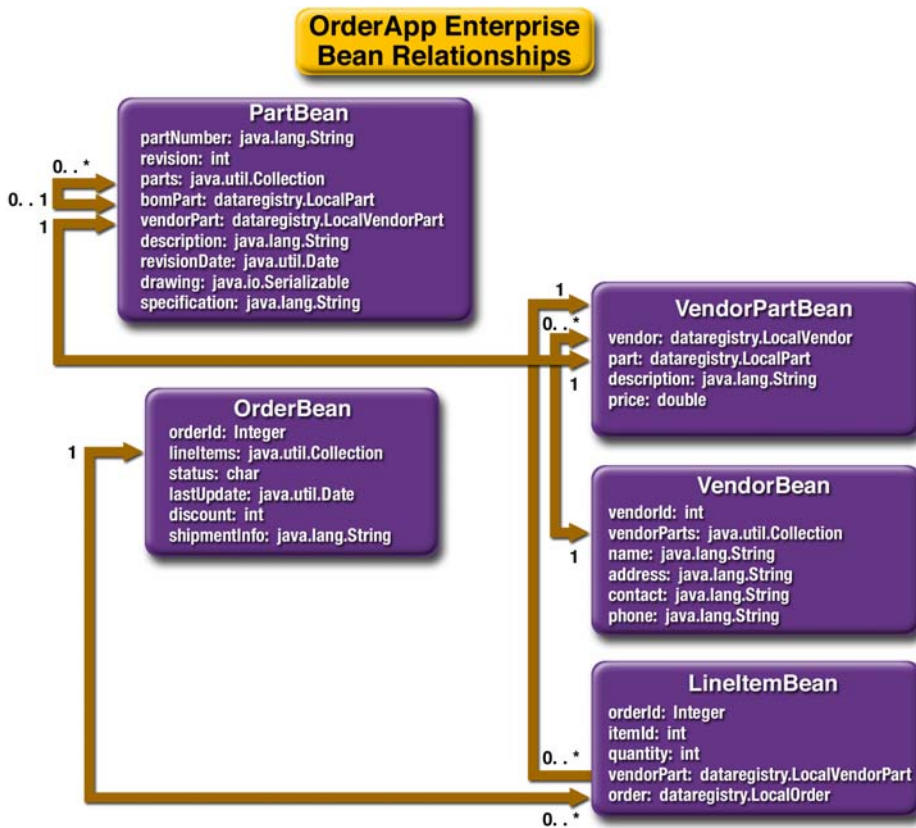 OrderApp Enterprise
Bean Relationships
PartBean
partNumber: java.lang.String
revision: int
parts: java.util.Collection
bomPart: dataregistry.LocalPart
vendorPart: dataregistry.LocalVendorPart
description: java.lang.String
revisionDate: java.util.Date
drawing: java.io.Serializable
specification: java.lang.String
0. . *
0. . 1
1
1
0. . *
1
VendorPartBean
vendor: dataregistry.LocalVendor
part: dataregistry.LocalPart
description: java.lang.String
price: double
OrderBean
orderId: Integer
lineItems: java.util.Collection
status: char
lastUpdate: java.util.Date
discount: int
shipmentInfo: java.lang.String
1
VendorBean
vendorId: int
vendorParts: java.util.Collection
name: java.lang.String
address: java.lang.String
contact: java.lang.String
phone: java.lang.String
1
LineItemBean
orderId: Integer
itemId: int
quantity: int
vendorPart: dataregistry.LocalVendorPart
order: dataregistry.LocalOrder
0. . *
0. . *